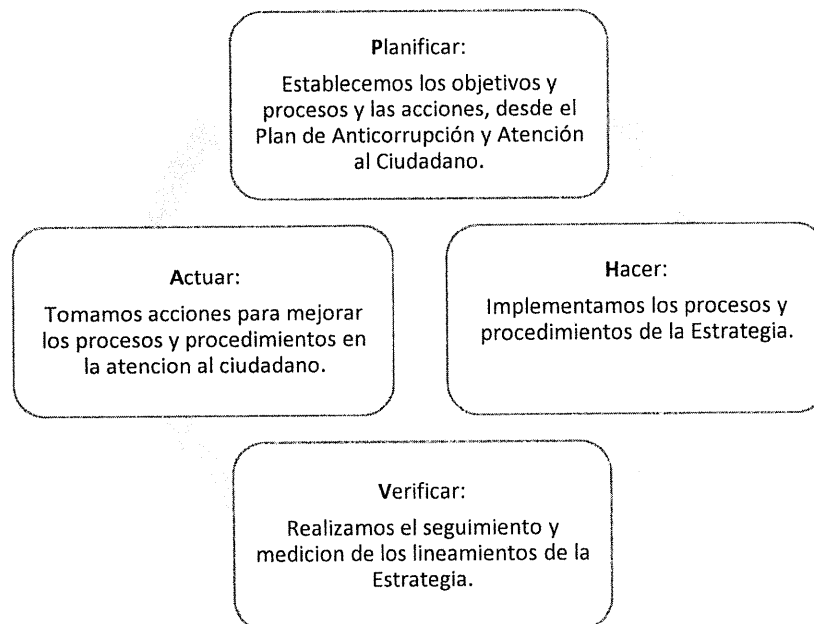 Planificar:
Establecemos los objetivos y
procesos y las acciones, desde el
Plan de Anticorrupción y Atención
al Ciudadano.
Actuar:
Tomamos acciones para mejorar
los procesos y procedimientos en
la atencion al ciudadano.
Hacer:
Implementamos los procesos y
procedimientos de la Estrategia.
Verificar:
Realizamos el seguimiento y
medicion de los lineamientos de la
Estrategia.